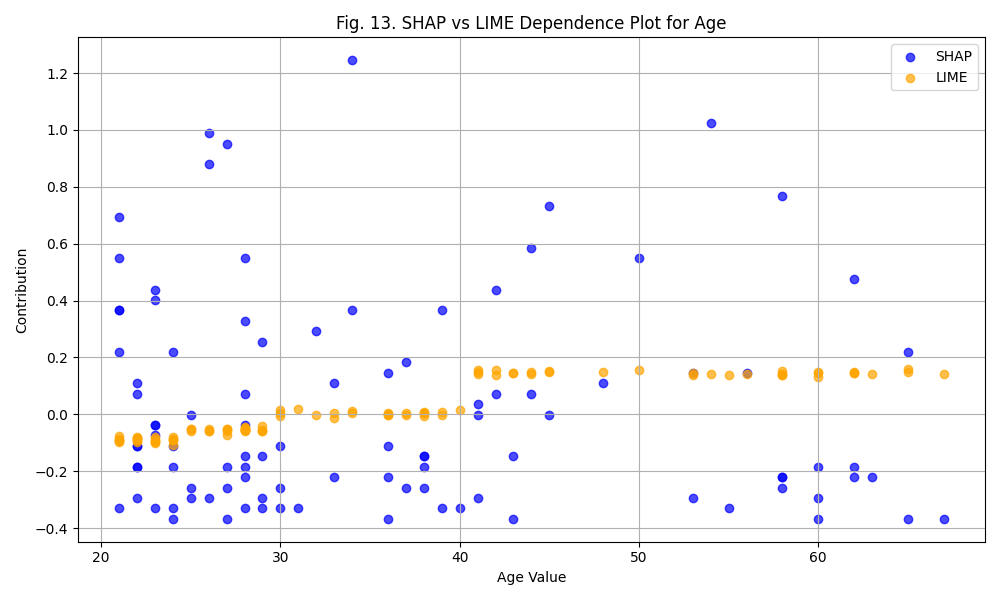 Fig. 13. SHAP vs LIME Dependence Plot for Age
SHAP
LIME
Contribution
1.2
1.0
0.8
0.6
0.4
0.2
0.0
−0.2
−0.4
20 30 40 50 60
Age Value